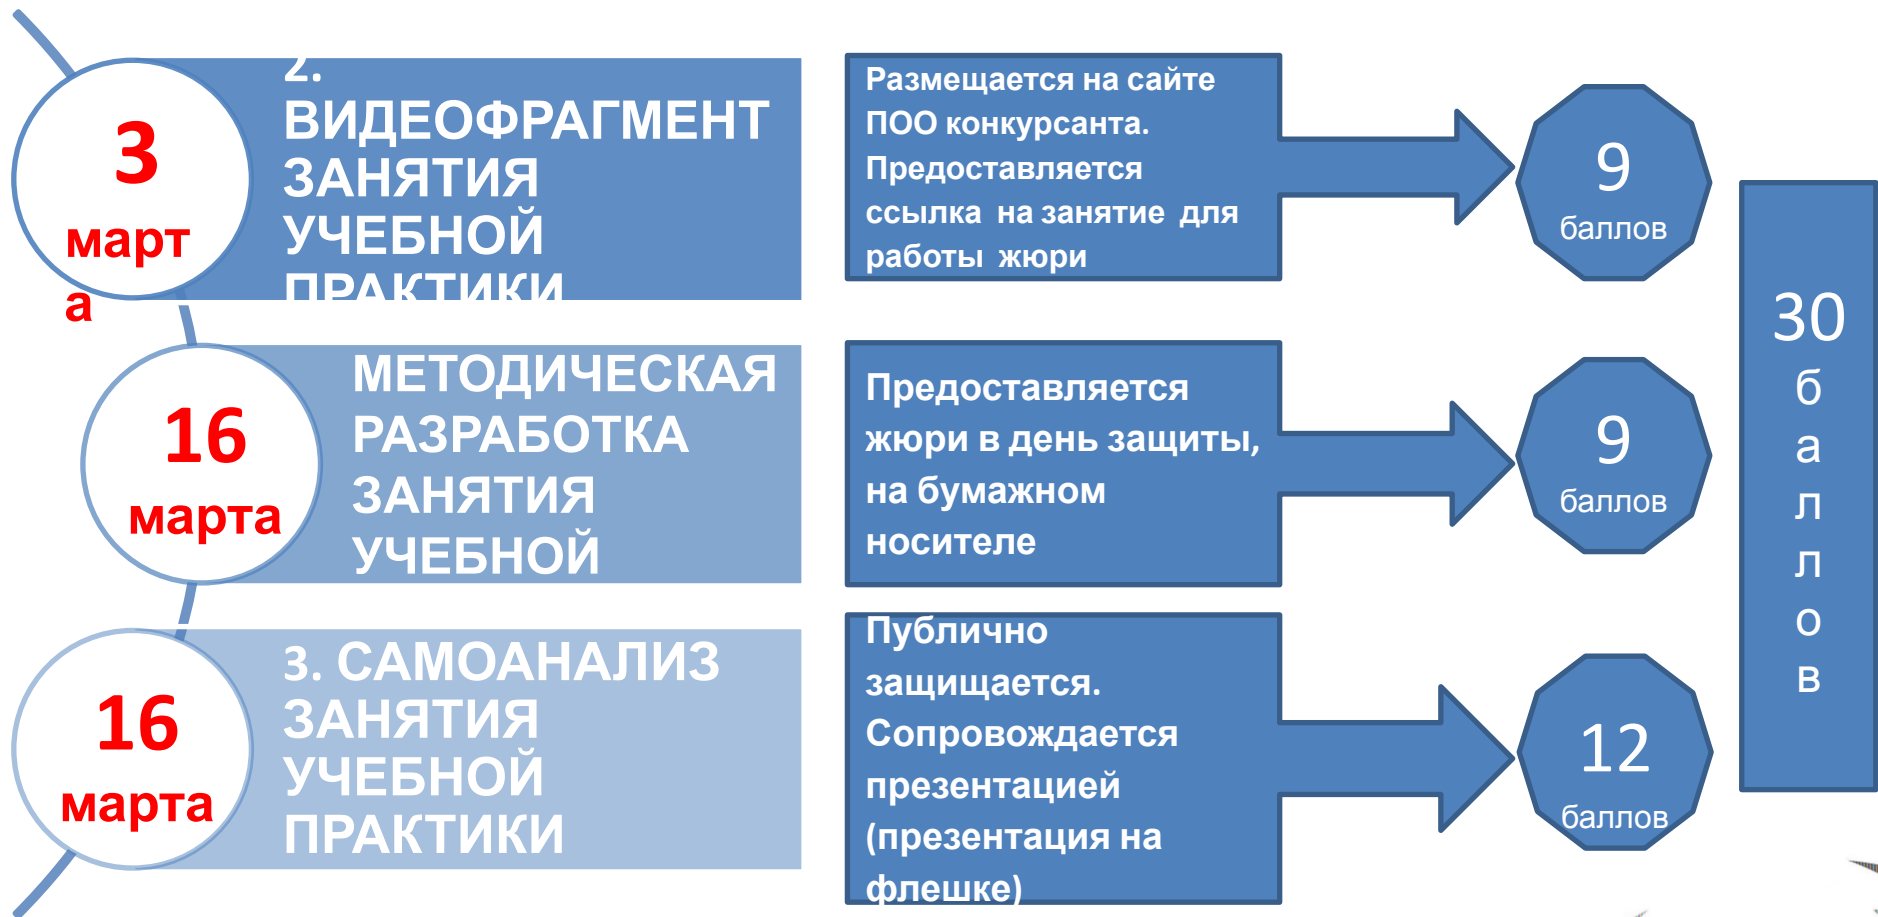 3
март
а
2.
ВИДЕОФРАГМЕНТ
ЗАНЯТИЯ
УЧЕБНОЙ
ПРАКТИКИ
Размещается на сайте
ПОО конкурсанта.
Предоставляется
ссылка на занятие для
работы жюри
9
баллов
16
марта
МЕТОДИЧЕСКАЯ
РАЗРАБОТКА
ЗАНЯТИЯ
УЧЕБНОЙ
Предоставляется
жюри в день защиты,
на бумажном
носителе
9
баллов
16
марта
3. САМОАНАЛИЗ
ЗАНЯТИЯ
УЧЕБНОЙ
ПРАКТИКИ
Публично
защищается.
Сопровождается
презентацией
(презентация на
флешке)
12
баллов
30
б
а
л
л
о
в